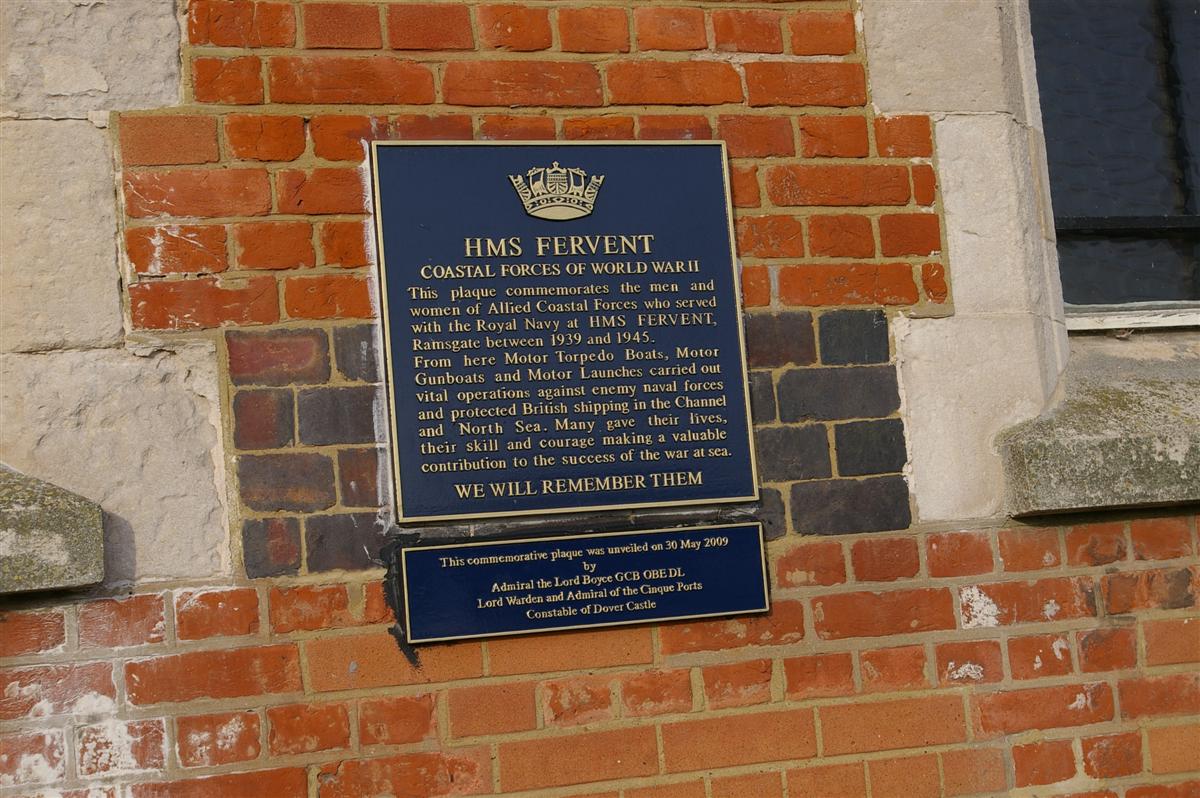 HMS FERVENT
COASTAL FORCES OF WORLD WAR II
This plaque commemorates the men and
women of Allied Coastal Forces who served
with the Royal Navy at HMS FERVENT,
Ramsgate between 1939 and 1945.
From here Motor Torpedo Boats, Motor
Gunboats and Motor Launches carried out
vital operations against enemy naval forces
and protected British shipping in the Channel
and North Sea. Many gave their lives,
their skill and courage making a valuable
contribution to the success of the war at sea.
WE WILL REMEMBER THEM
This commemorative plaque was unveiled on 30 May 2009
by
Admiral the Lord Boyce GCB OBE DL
Lord Warden and Admiral of the Cinque Ports
Constable of Dover Castle